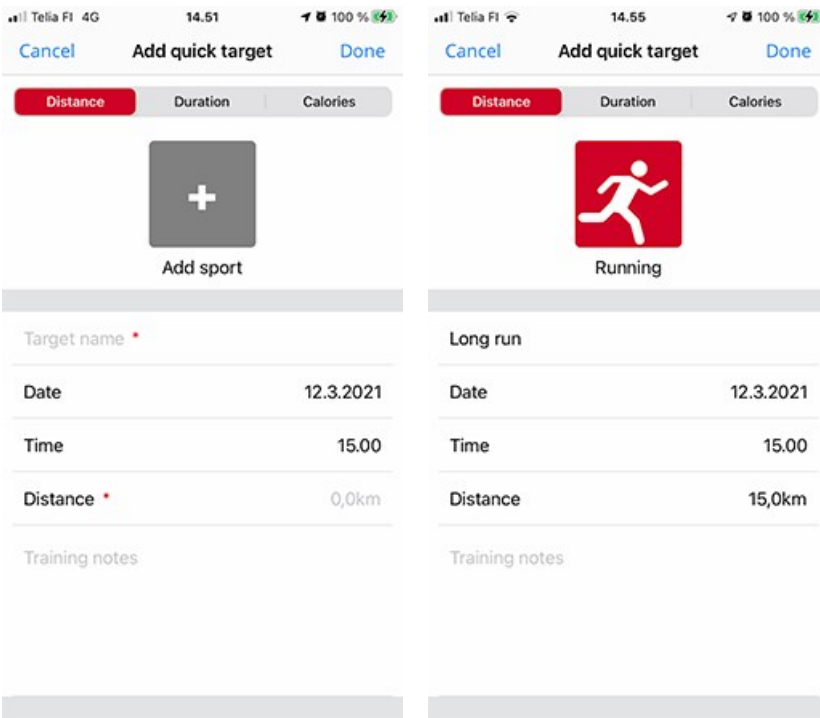 Telia FI 4G 14.51 100 %
Cancel Add quick target Done
Distance Duration Calories
+
Add sport
Target name *
Date 12.3.2021
Time 15.00
Distance * 0,0km
Training notes
Telia FI 14.55 100 %
Cancel Add quick target Done
Distance Duration Calories
Running
Long run
Date 12.3.2021
Time 15.00
Distance 15,0km
Training notes